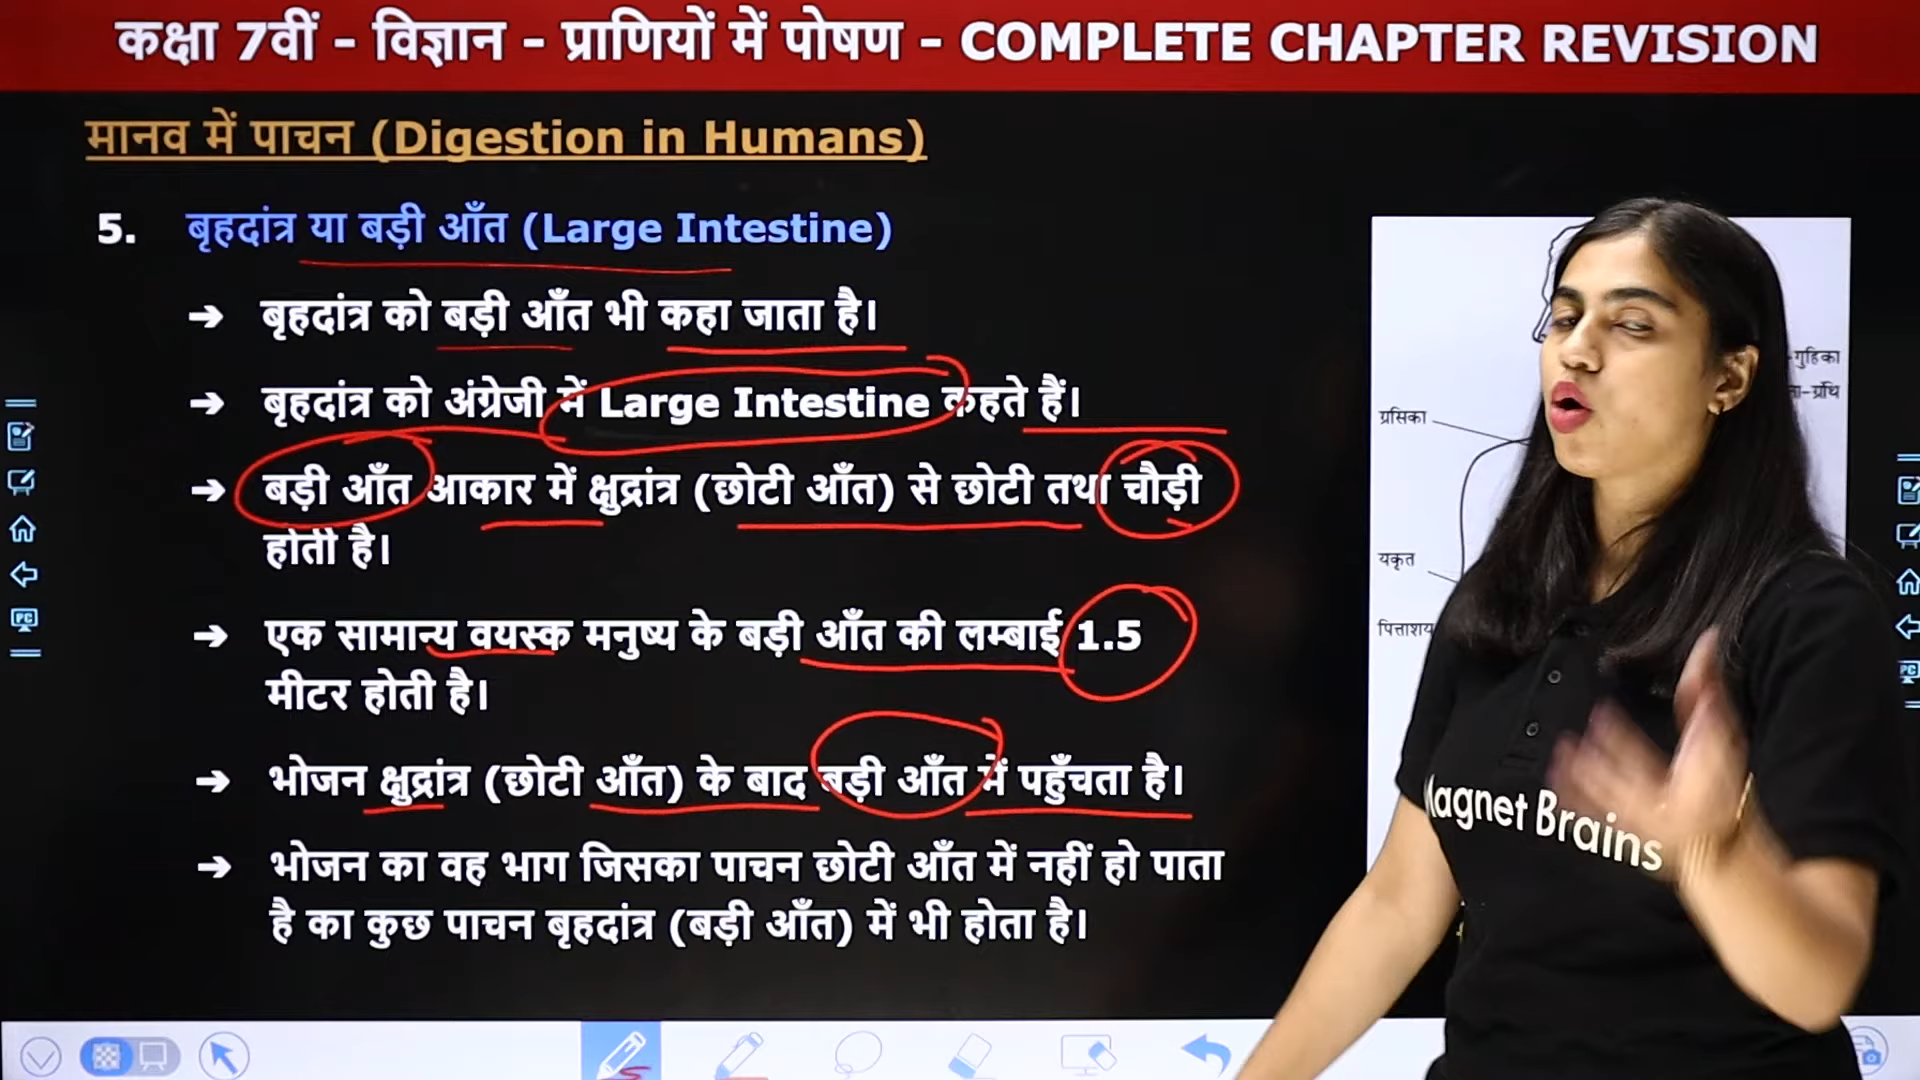 कक्षा 7वीं - विज्ञान - प्राणियों में पोषण - COMPLETE CHAPTER REVISION
मानव में पाचन (Digestion in Humans)
5. बृहदांत्र या बड़ी आँत (Large Intestine)
➔ बृहदांत्र को बड़ी आँत भी कहा जाता है।
➔ बृहदांत्र को अंग्रेजी में Large Intestine कहते हैं।
➔ बड़ी आँत आकार में क्षुद्रांत्र (छोटी आँत) से छोटी तथा चौड़ी
होती है।
➔ एक सामान्य वयस्क मनुष्य के बड़ी आँत की लम्बाई 1.5
मीटर होती है।
➔ भोजन क्षुद्रांत्र (छोटी आँत) के बाद बड़ी आँत में पहुँचता है।
➔ भोजन का वह भाग जिसका पाचन छोटी आँत में नहीं हो पाता
है का कुछ पाचन बृहदांत्र (बड़ी आँत) में भी होता है।
गुहिका
ग्रंथि
ग्रसिका
यकृत
पित्ताशय
Magnet Brains
PC
PC